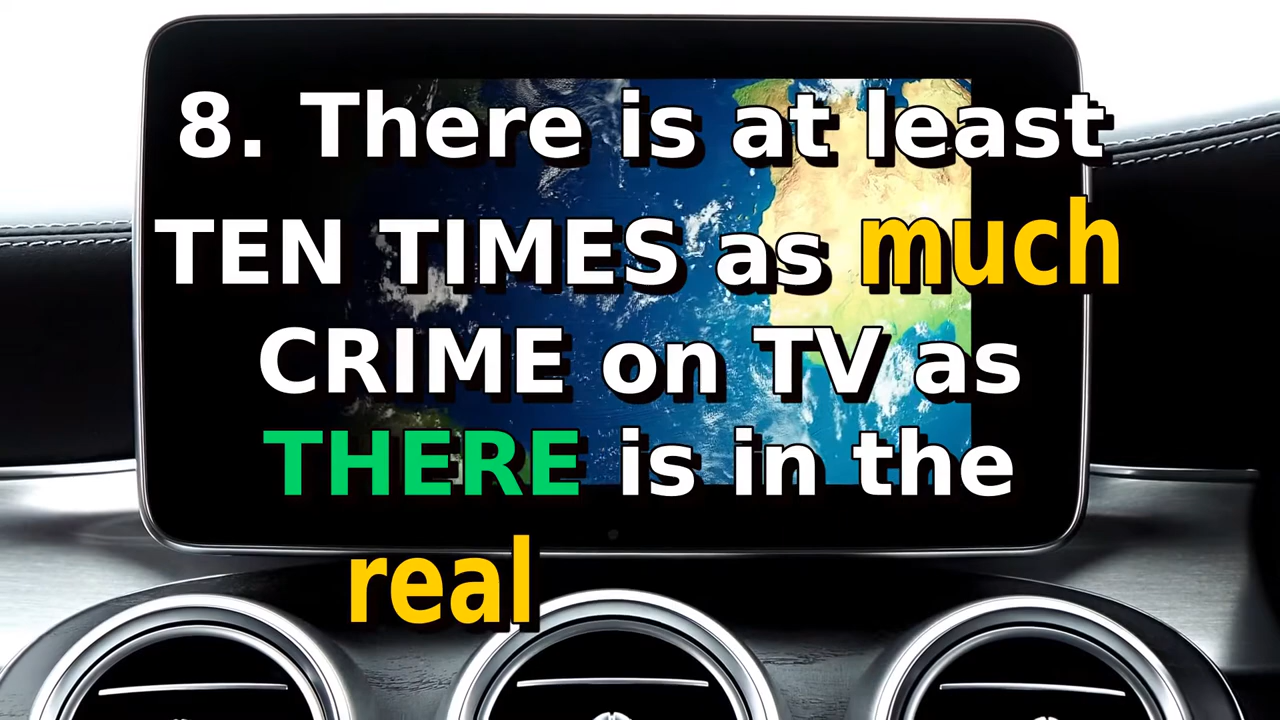 8. There is at least
TEN TIMES as much
CRIME on TV as
THERE is in the
real